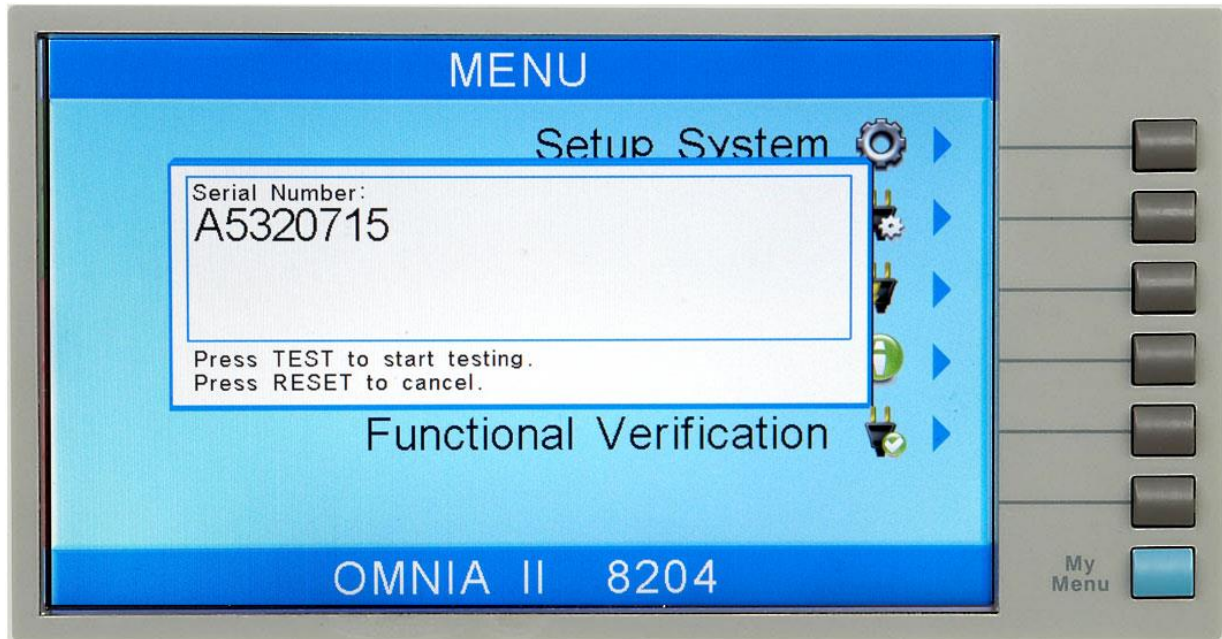 MENU
Setup System
Serial Number:
A5320715
Press TEST to start testing.
Press RESET to cancel.
Functional Verification
OMNIA II 8204
My
Menu